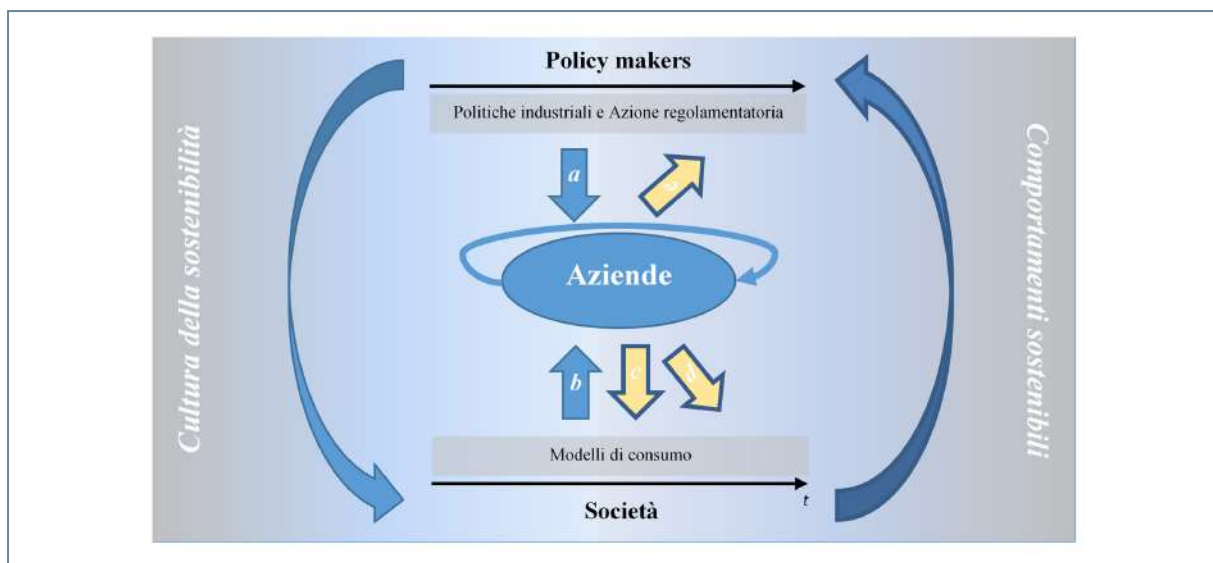 Policy makers
Politiche industriali e Azione regolamentatoria
Cultura della sostenibilità
Comportamenti sostenibili
a
e
Aziende
b
c
d
Modelli di consumo
t
Società